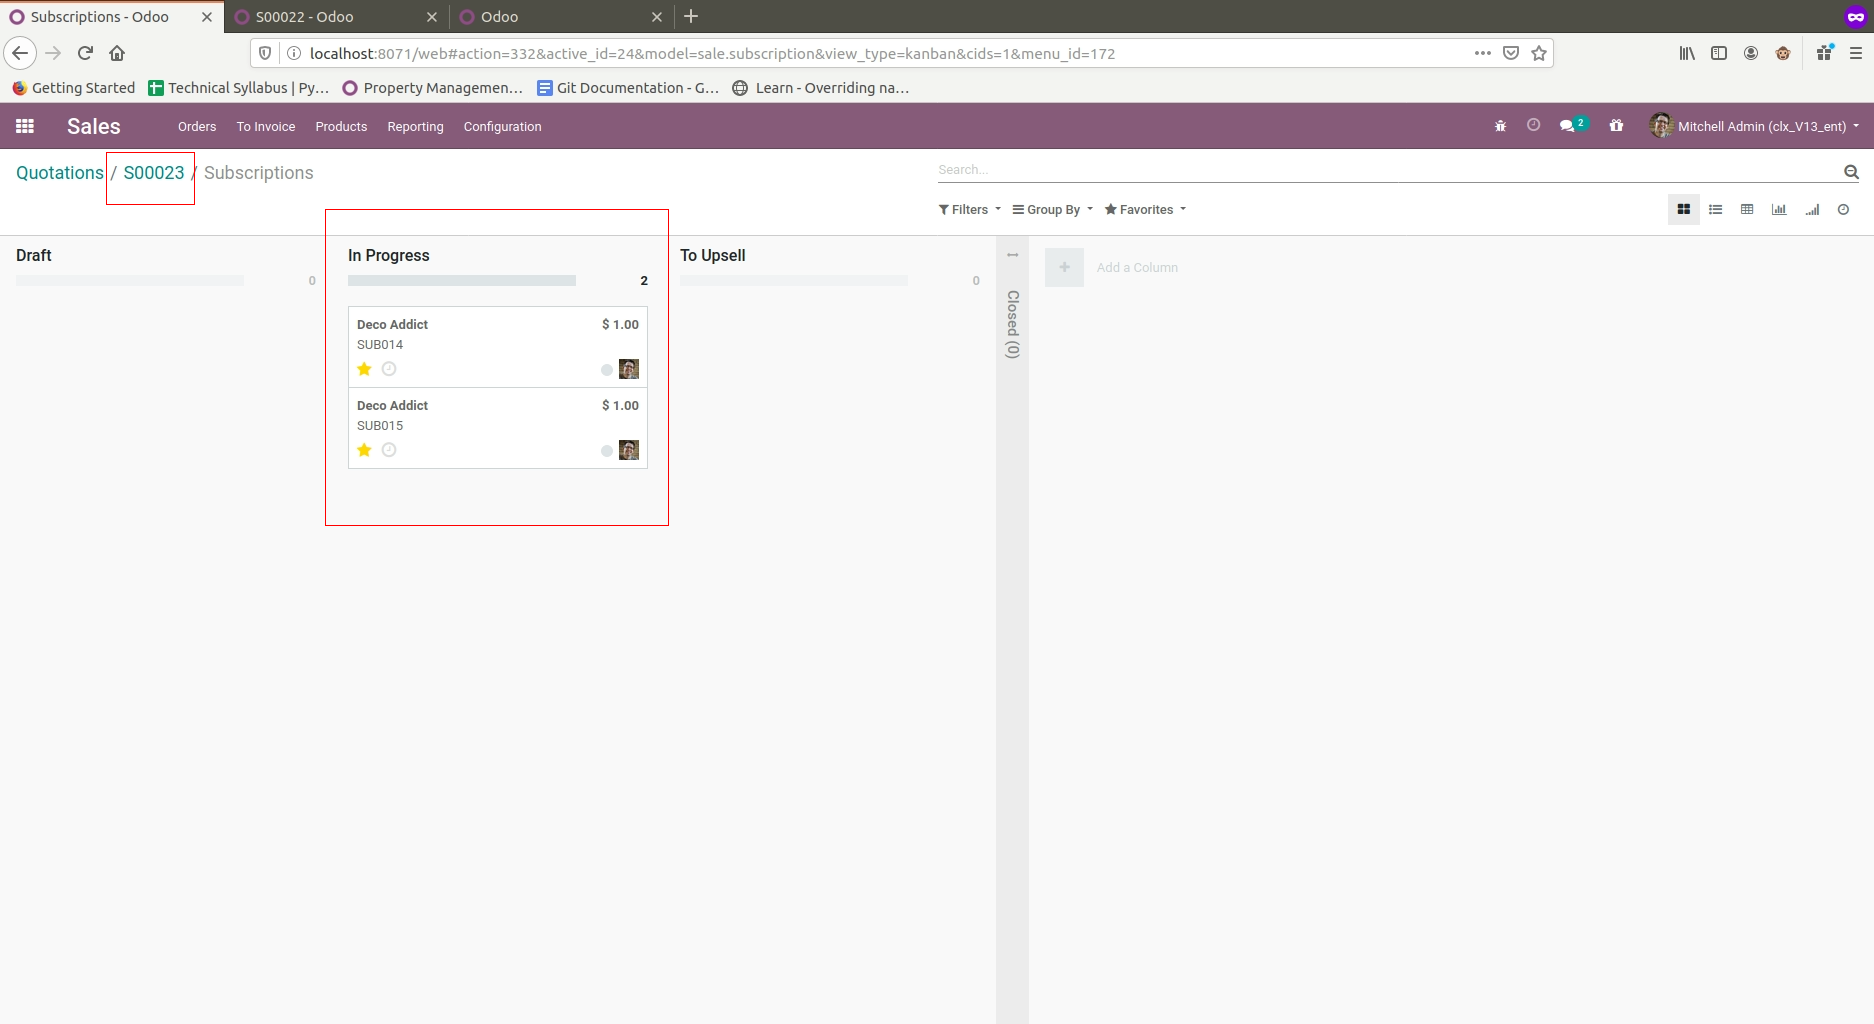 Subscriptions - Odoo
S00022 - Odoo
Odoo
localhost:8071/web#action=332&active_id=24&model=sale.subscription&view_type=kanban&cids=1&menu_id=172
Getting Started
Technical Syllabus | Py...
Property Managemen...
Git Documentation - G...
Learn - Overriding na...
Sales
Orders
To Invoice
Products
Reporting
Configuration
2
Mitchell Admin (clx_V13_ent)
Quotations / S00023 / Subscriptions
Search...
Filters
Group By
Favorites
Draft
0
In Progress
2
Deco Addict
$ 1.00
SUB014
Deco Addict
$ 1.00
SUB015
To Upsell
0
Closed (0)
Add a Column